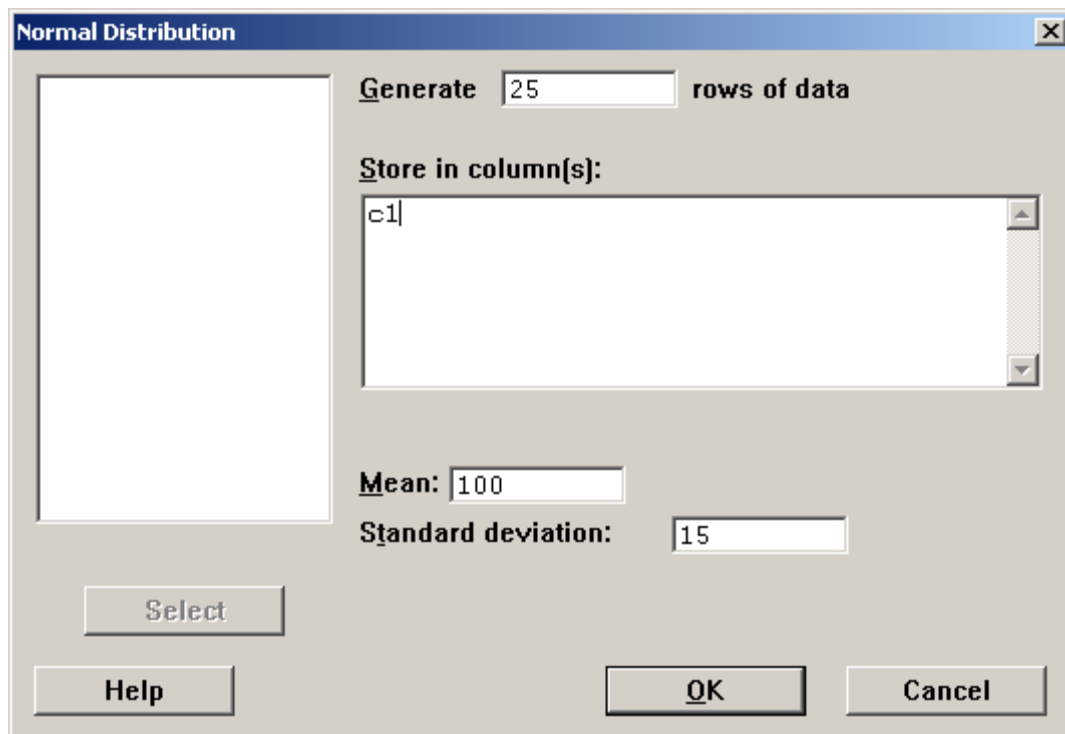 Normal Distribution
Generate 25 rows of data
Store in column(s):
c1
Mean: 100
Standard deviation: 15
Select
Help OK Cancel